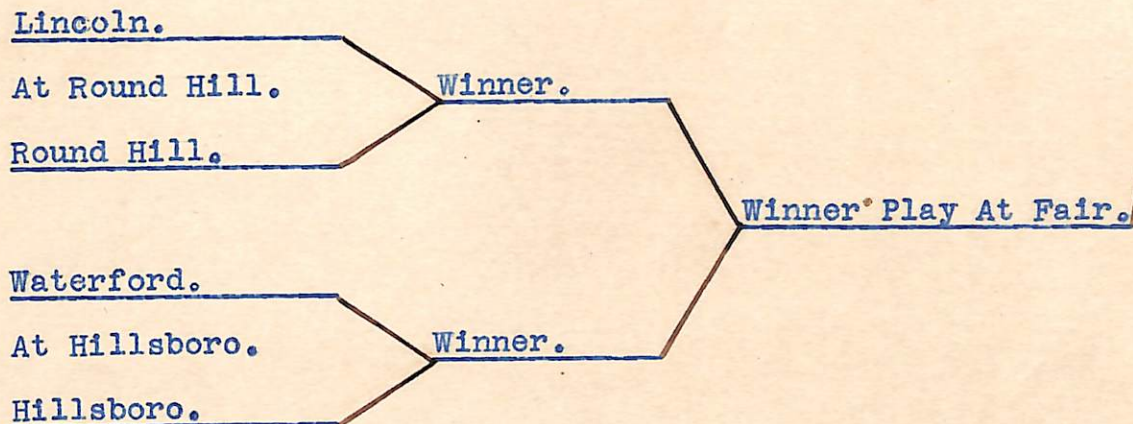 Lincoln.
At Round Hill.
Winner.
Round Hill.
Winner Play At Fair.
Waterford.
At Hillsboro.
Winner.
Hillsboro.